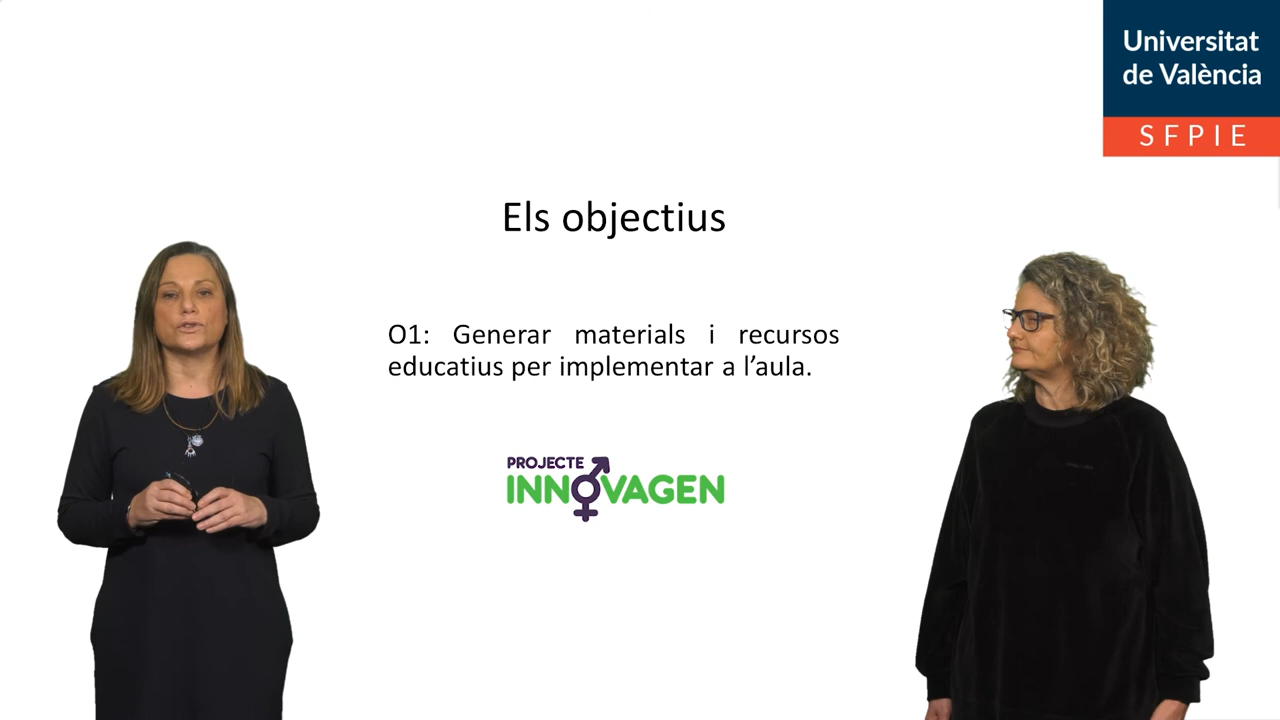 Universitat
de València
SFPIE
Els objectius
O1: Generar materials i recursos
educatius per implementar a l’aula.
PROJECTE
INNOVAGEN